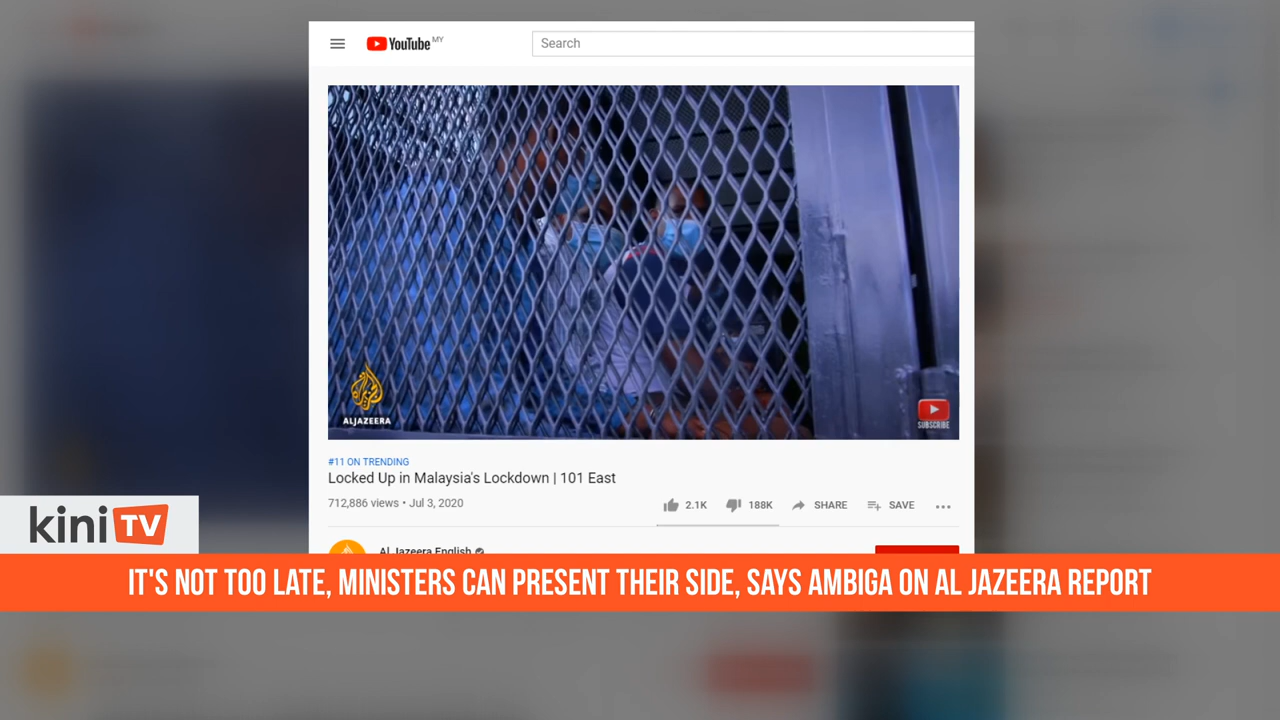 YouTube MY
Search
ALJAZEERA
SUBSCRIBE
#11 ON TRENDING
Locked Up in Malaysia's Lockdown | 101 East
712,886 views • Jul 3, 2020
2.1K 188K SHARE SAVE
Al Jazeera English
kini TV
IT'S NOT TOO LATE, MINISTERS CAN PRESENT THEIR SIDE, SAYS AMBIGA ON AL JAZEERA REPORT